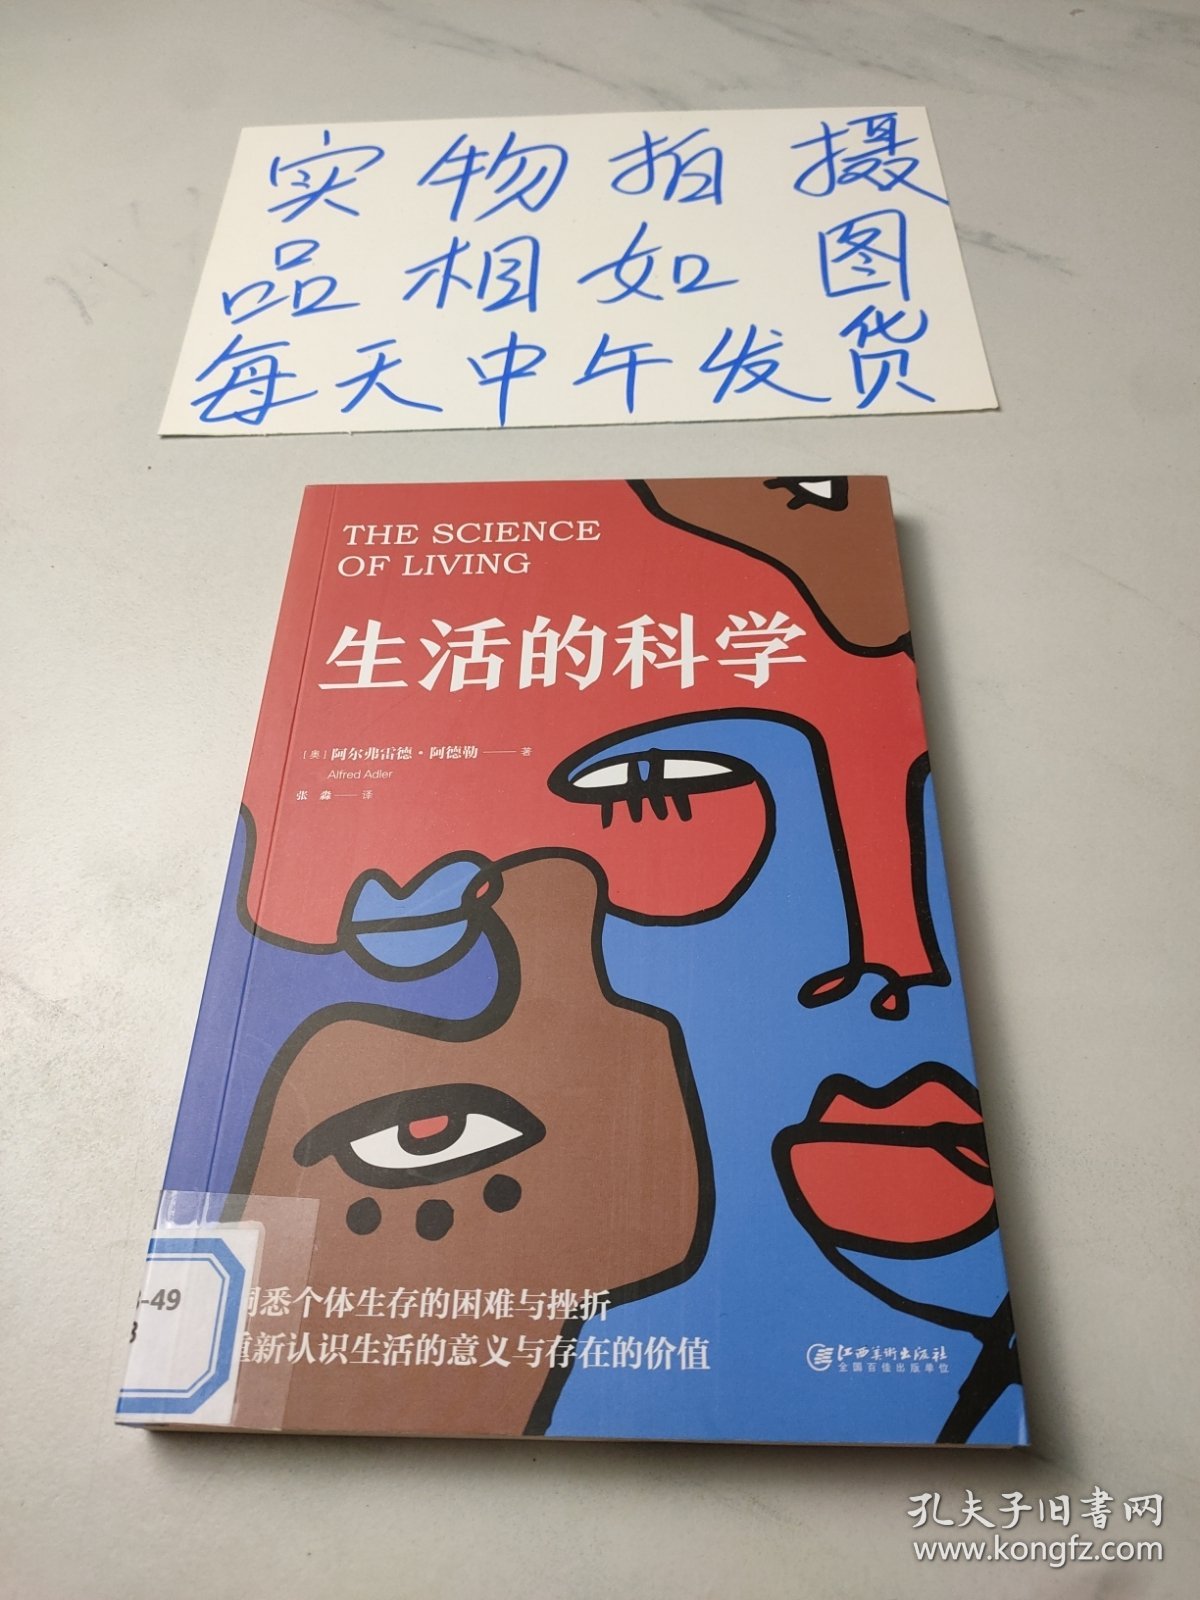 实物拍摄
品相如图
每天中午发货
THE SCIENCE
OF LIVING
生活的科学
[奥] 阿尔弗雷德·阿德勒——著
Alfred Adler
张 淼——译
-49
洞悉个体生存的困难与挫折
重新认识生活的意义与存在的价值
江西美术出版社
全国百佳出版单位
孔夫子旧书网
www.kongfz.com